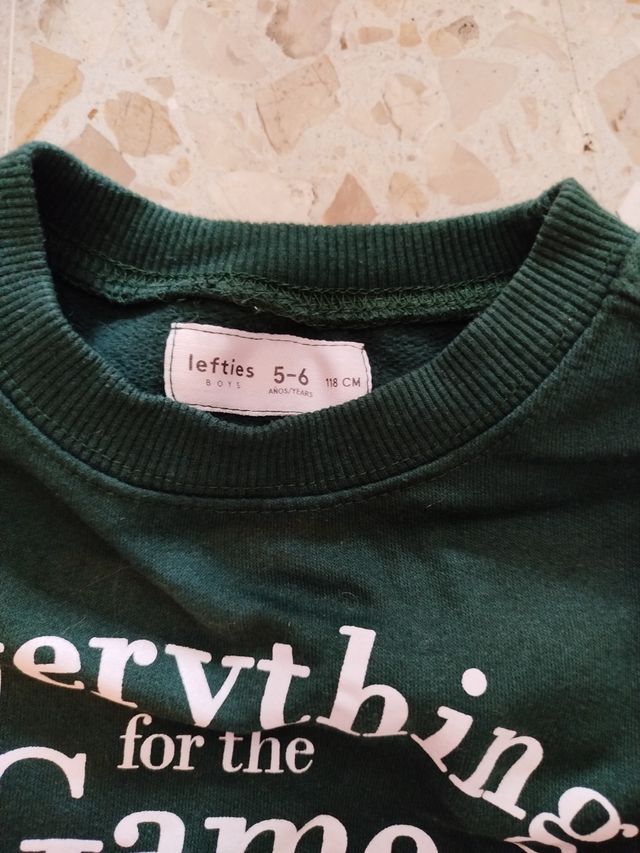 lefties 5-6 118 CM
BOYS AÑOS/YEARS
erything
for the
Game